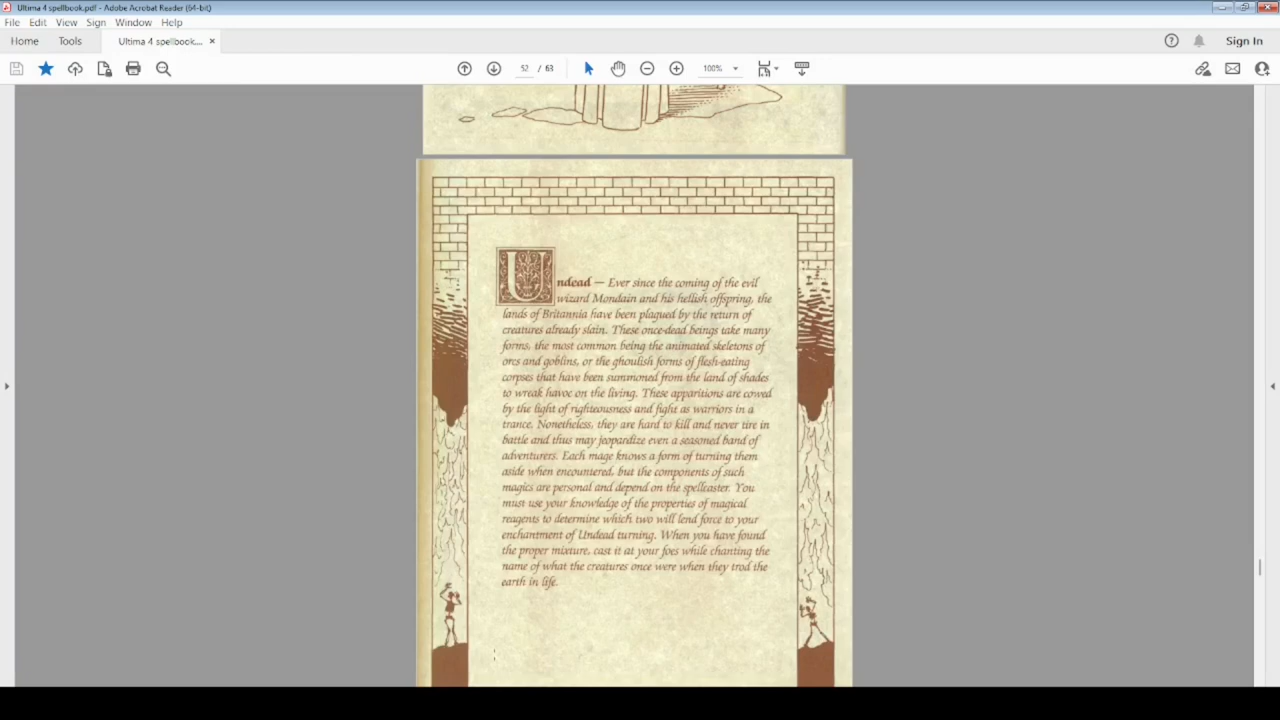 Ultima 4 spellbook.pdf - Adobe Acrobat Reader (64-bit)
File Edit View Sign Window Help
Home Tools Ultima 4 spellbook.... × Sign In
52 / 63 100%
Undead — Ever since the coming of the evil
wizard Mondain and his hellish offspring, the
lands of Britannia have been plagued by the return of
creatures already slain. These once-dead beings take many
forms, the most common being the animated skeletons of
orcs and goblins, or the ghoulish forms of flesh-eating
corpses that have been summoned from the land of shades
to wreak havoc on the living. These apparitions are cowed
by the light of righteousness and fight as warriors in a
trance. Nonetheless, they are hard to kill and never tire in
battle and thus may jeopardize even a seasoned band of
adventurers. Each mage knows a form of turning them
aside when encountered, but the components of such
magics are personal and depend on the spellcaster. You
must use your knowledge of the properties of magical
reagents to determine which two will lend force to your
enchantment of Undead turning. When you have found
the proper mixture, cast it at your foes while chanting the
name of what the creatures once were when they trod the
earth in life.